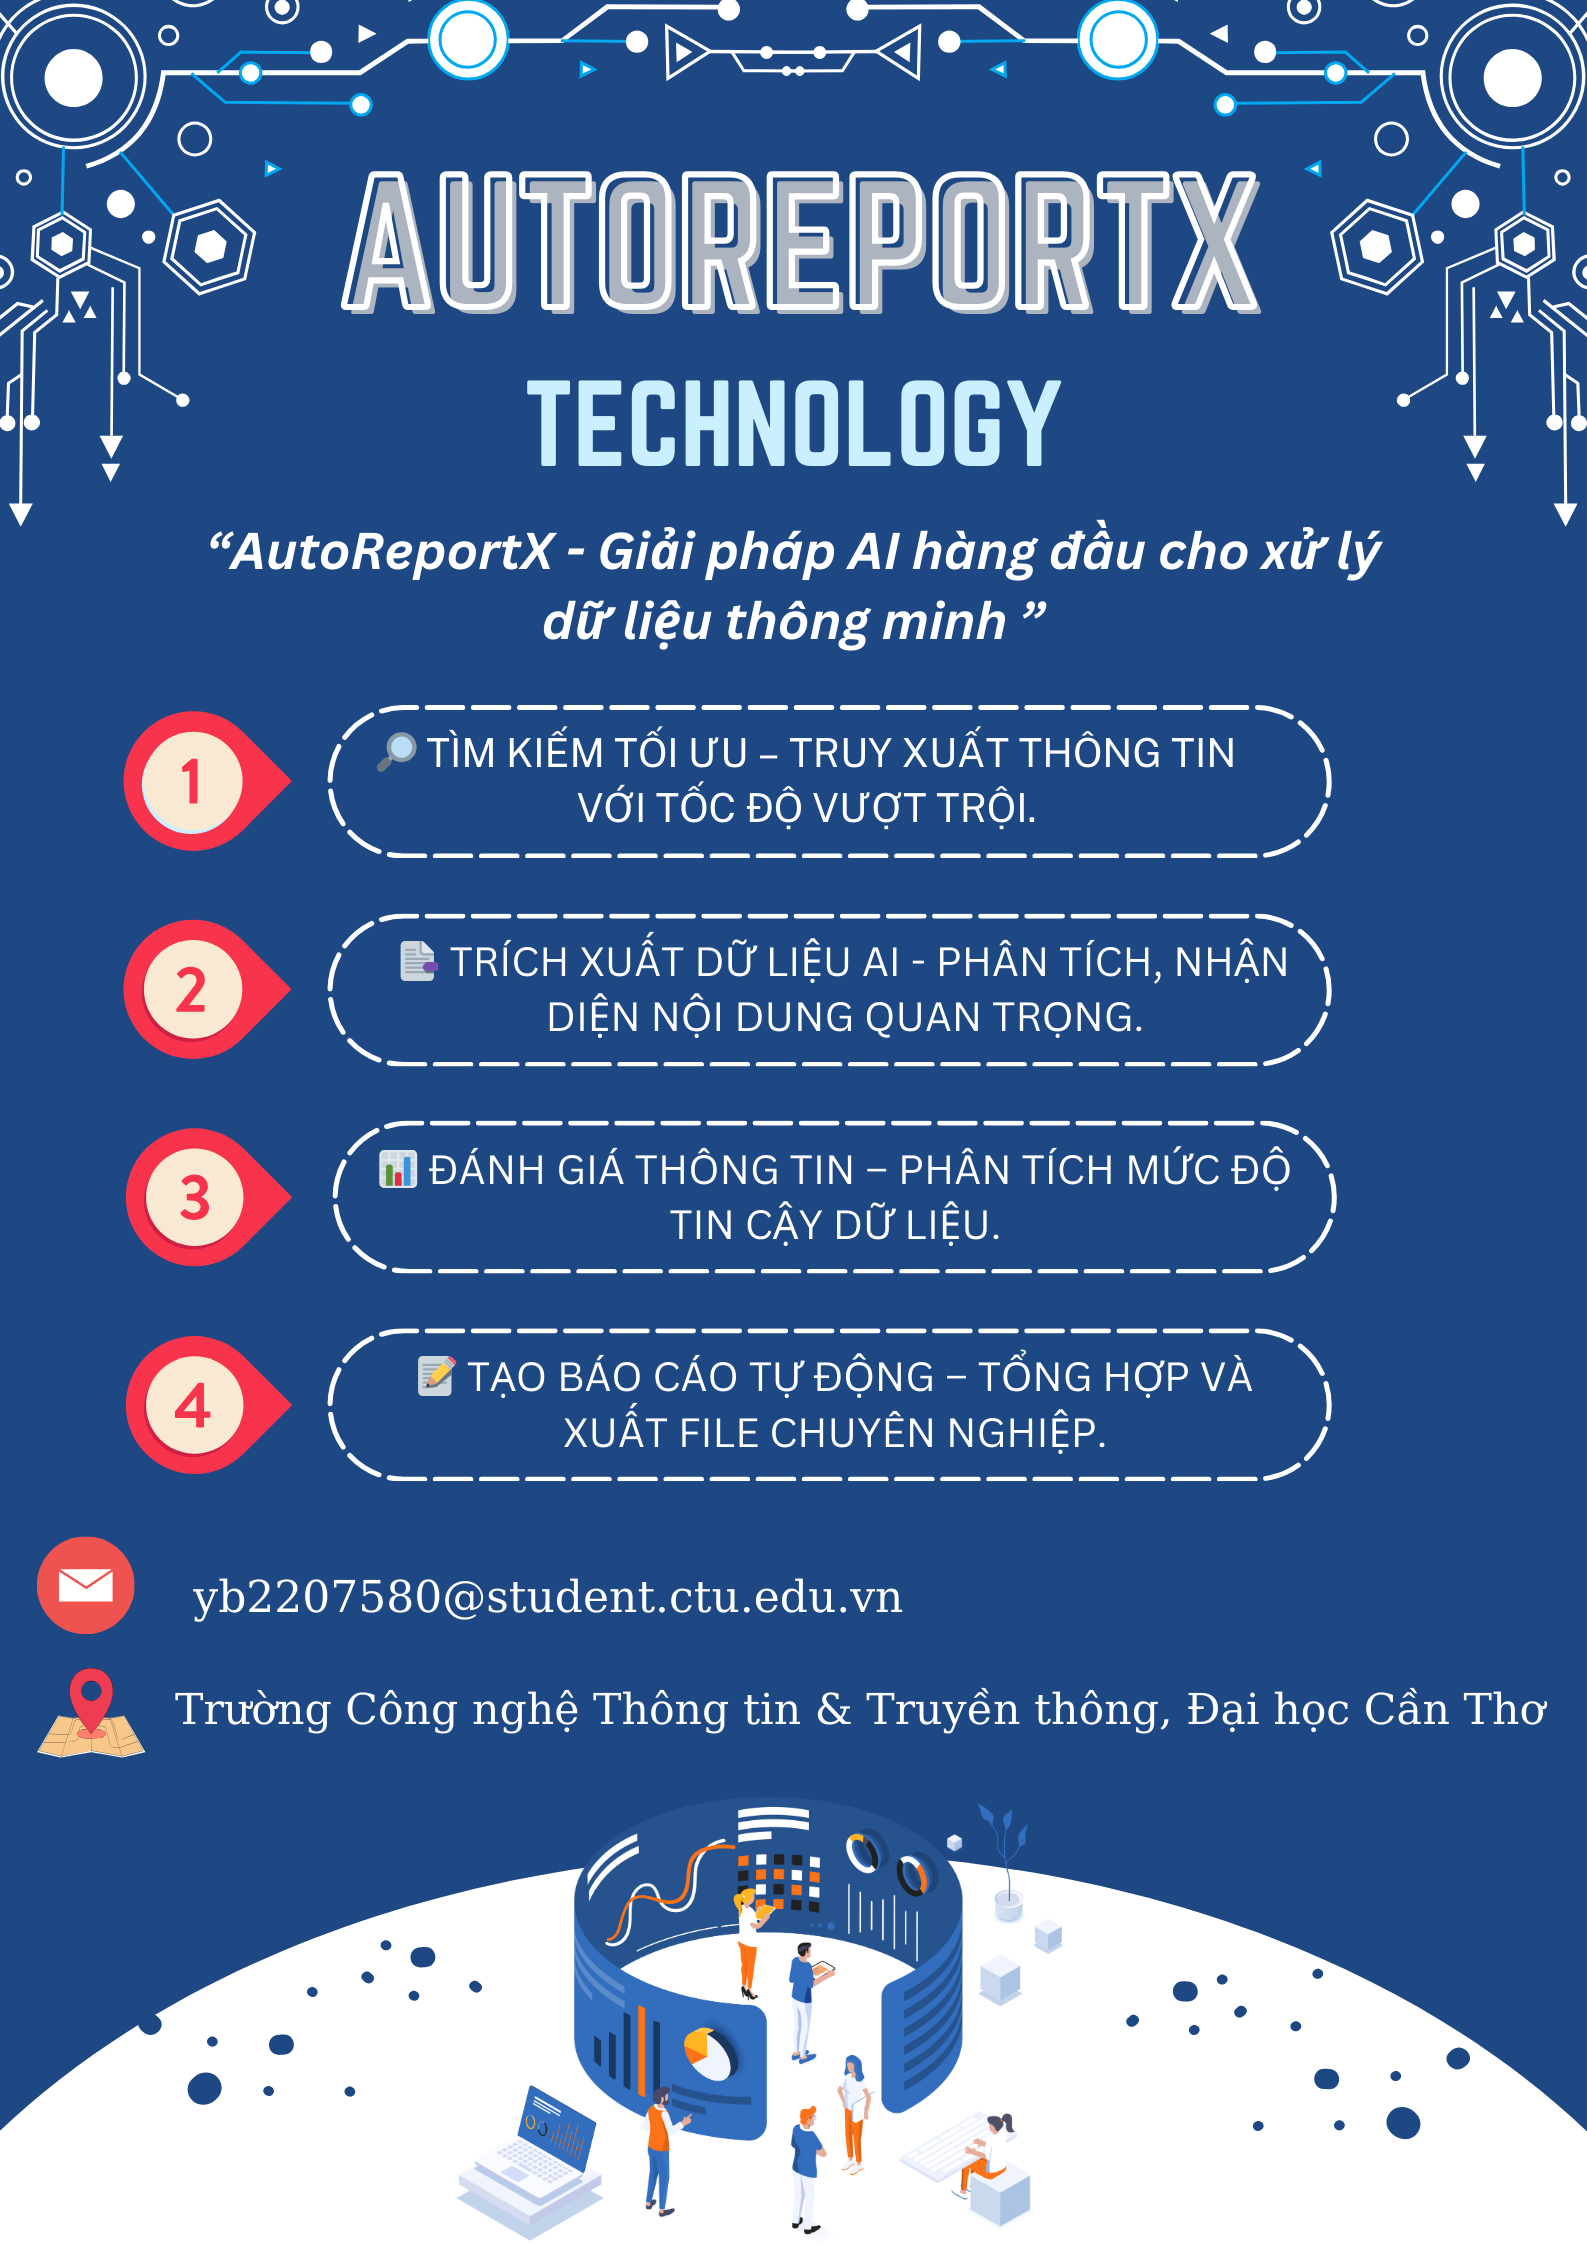 AUTOREPORTX
TECHNOLOGY
“AutoReportX - Giải pháp AI hàng đầu cho xử lý
dữ liệu thông minh ”
1
🔎 TÌM KIẾM TỐI ƯU – TRUY XUẤT THÔNG TIN
VỚI TỐC ĐỘ VƯỢT TRỘI.
2
📑 TRÍCH XUẤT DỮ LIỆU AI - PHÂN TÍCH, NHẬN
DIỆN NỘI DUNG QUAN TRỌNG.
3
📊 ĐÁNH GIÁ THÔNG TIN – PHÂN TÍCH MỨC ĐỘ
TIN CẬY DỮ LIỆU.
4
📝 TẠO BÁO CÁO TỰ ĐỘNG – TỔNG HỢP VÀ
XUẤT FILE CHUYÊN NGHIỆP.
yb2207580@student.ctu.edu.vn
Trường Công nghệ Thông tin & Truyền thông, Đại học Cần Thơ